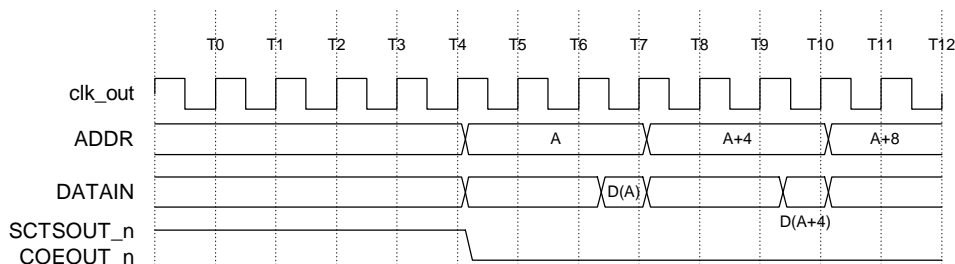 T0 T1 T2 T3 T4 T5 T6 T7 T8 T9 T10 T11 T12
clk_out
ADDR A A+4 A+8
DATAIN D(A)
D(A+4)
SCTSOUT_n
COEOUT_n